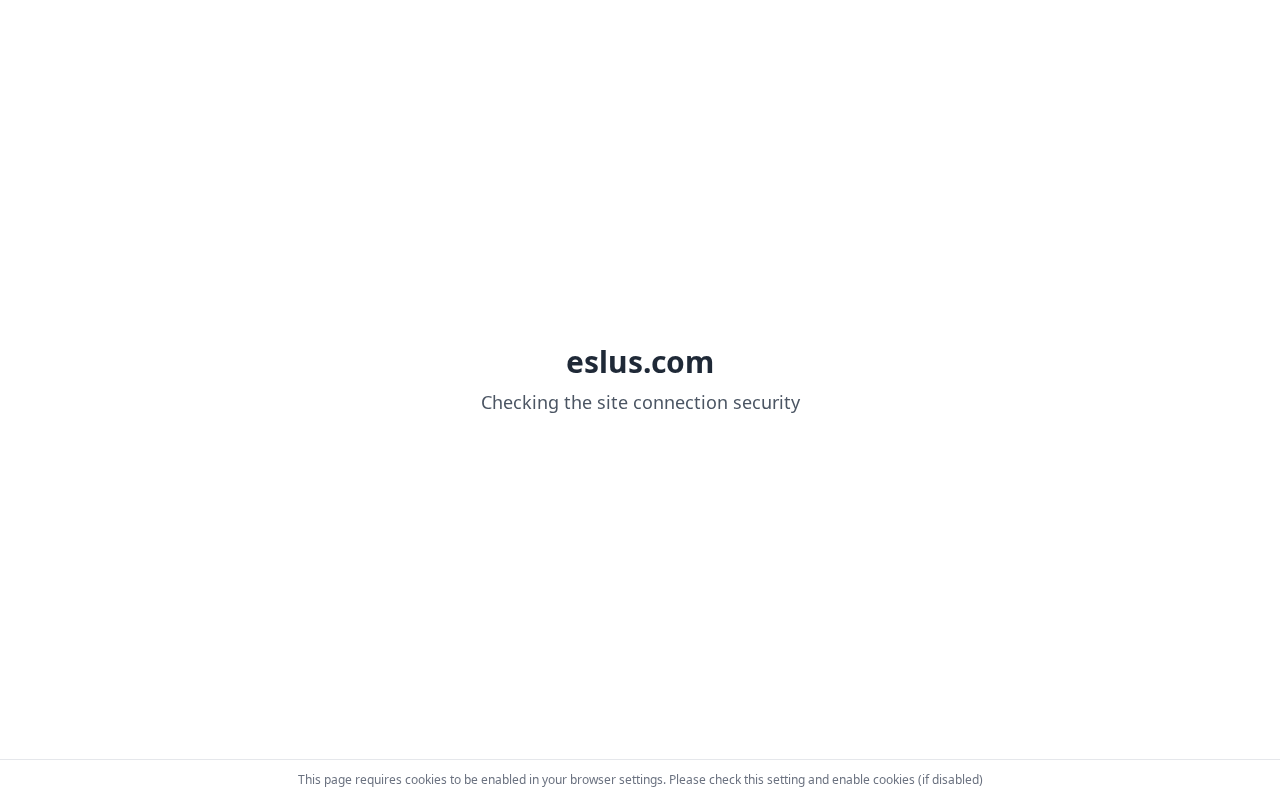 eslus.com
Checking the site connection security
This page requires cookies to be enabled in your browser settings. Please check this setting and enable cookies (if disabled)